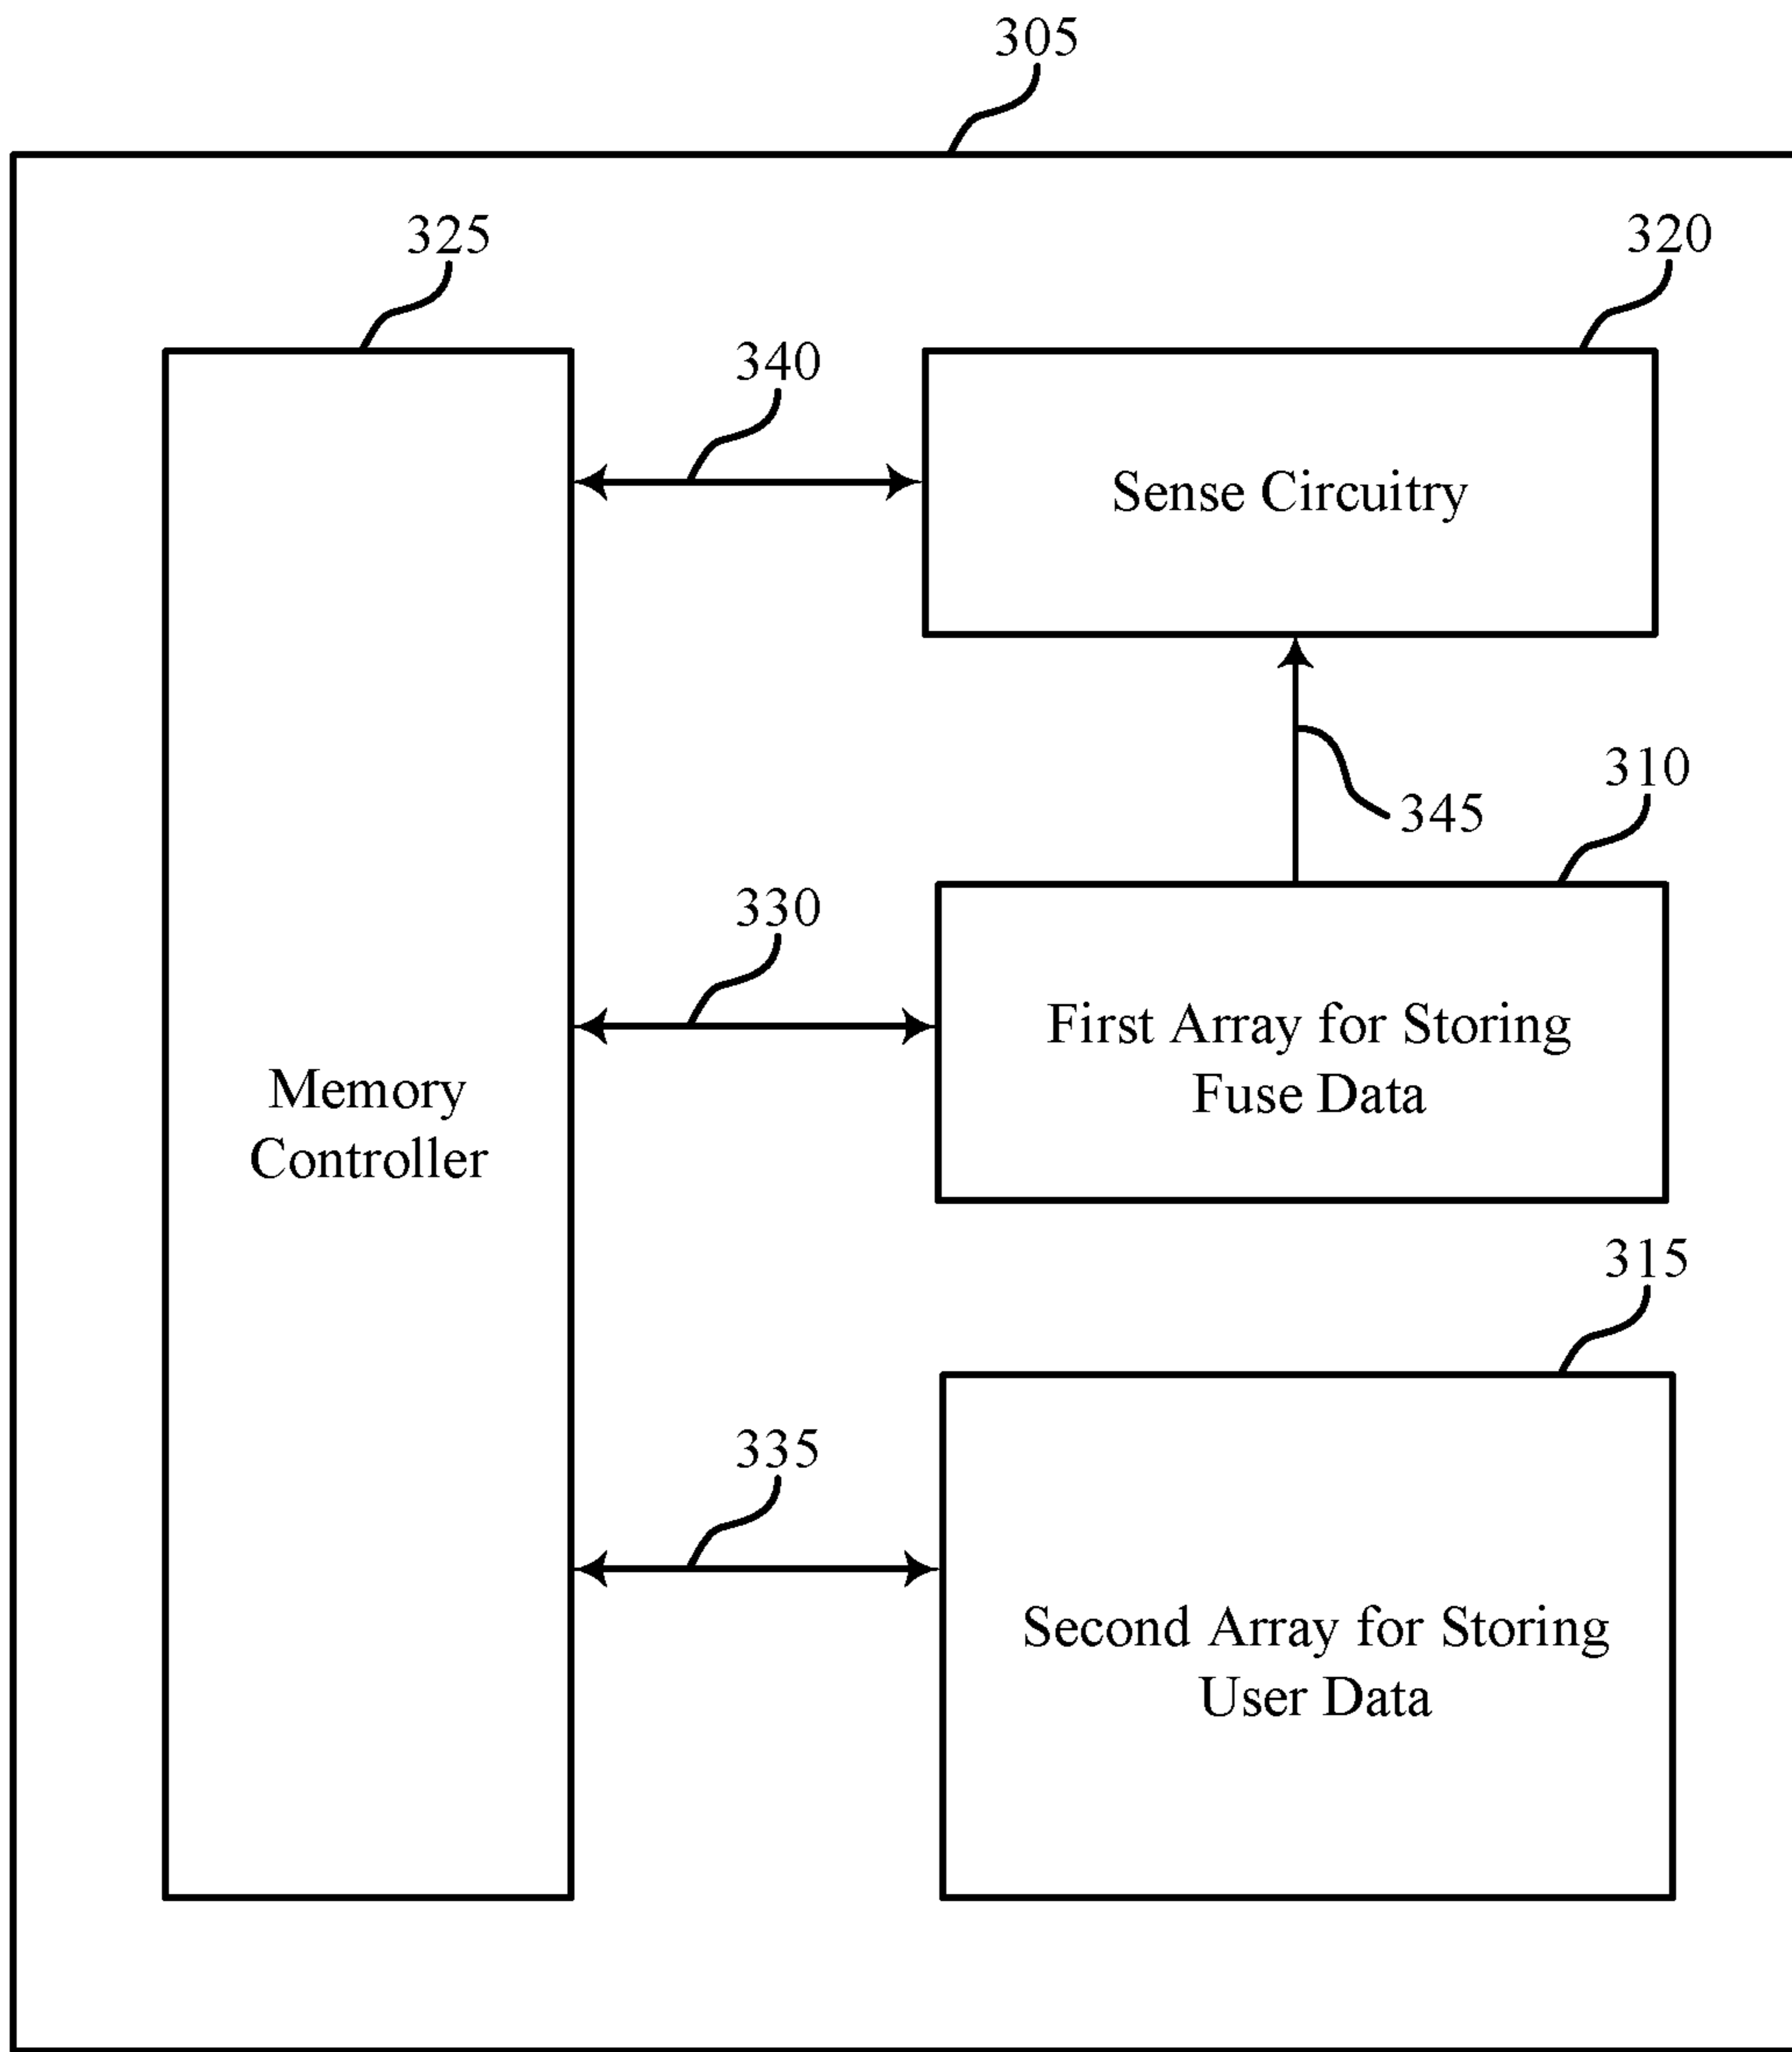 305
325
320
340
Sense Circuitry
310
345
330
First Array for Storing
Fuse Data
Memory
Controller
315
335
Second Array for Storing
User Data